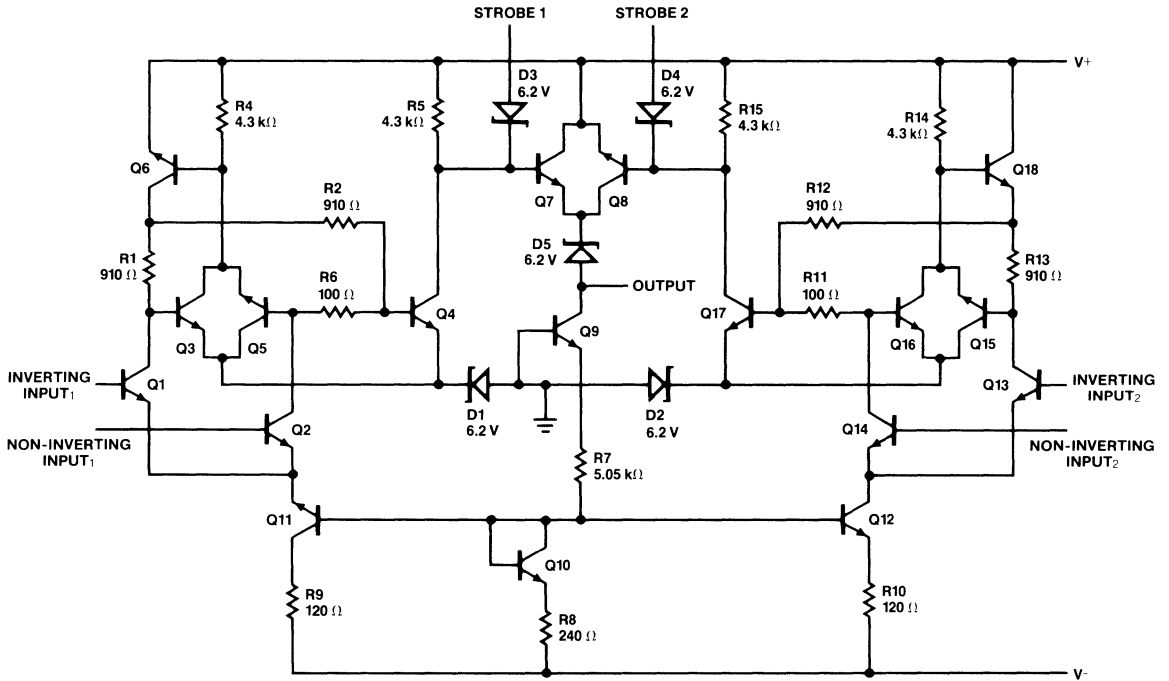 STROBE 1
STROBE 2
V+
D3
6.2 V
D4
6.2 V
R4
4.3 kΩ
R5
4.3 kΩ
R15
4.3 kΩ
R14
4.3 kΩ
Q6
Q7
Q8
Q18
R2
910 Ω
R12
910 Ω
R1
910 Ω
D5
6.2 V
R13
910 Ω
R6
100 Ω
OUTPUT
R11
100 Ω
Q3
Q5
Q4
Q9
Q17
Q16
Q15
INVERTING
INPUT1
Q1
D1
6.2 V
D2
6.2 V
Q13
INVERTING
INPUT2
NON-INVERTING
INPUT1
Q2
Q14
NON-INVERTING
INPUT2
R7
5.05 kΩ
Q11
Q12
Q10
R9
120 Ω
R8
240 Ω
R10
120 Ω
V-